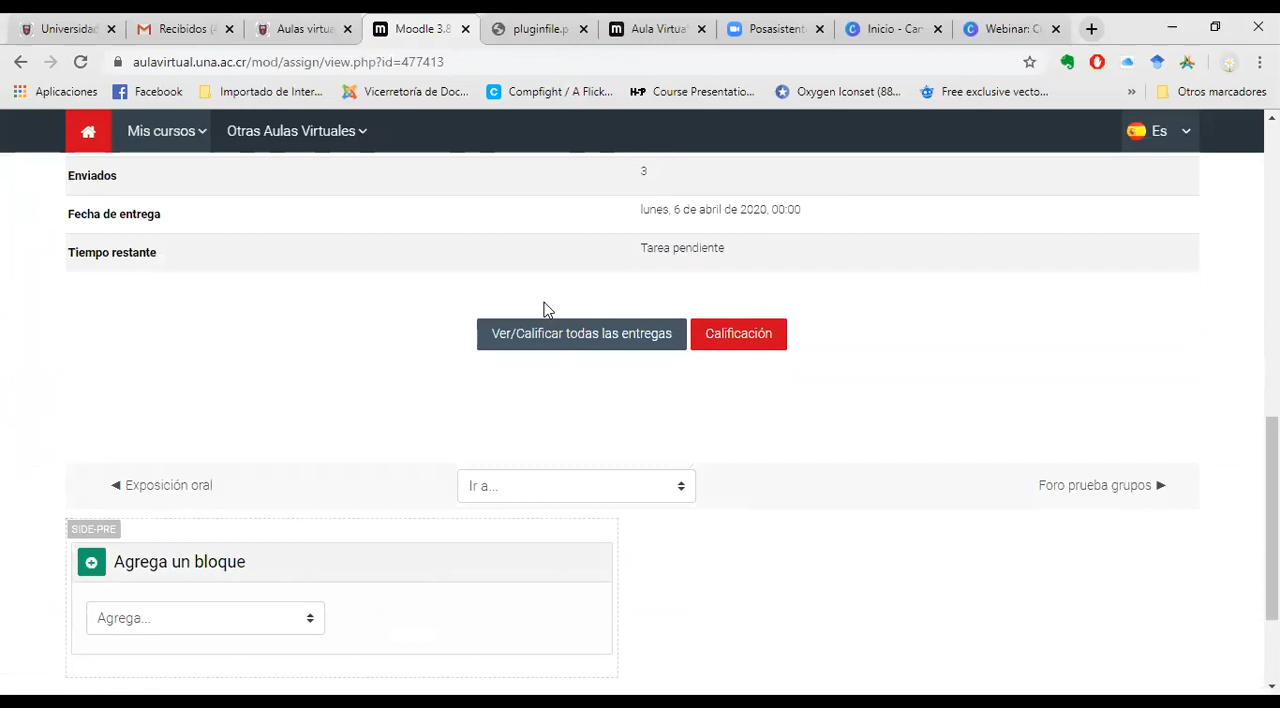 Universidad
Recibidos (4
Aulas virtua
Moodle 3.8
pluginfile.p
Aula Virtua
Posasistent
Inicio - Can
Webinar: C
aulavirtual.una.ac.cr/mod/assign/view.php?id=477413
Aplicaciones
Facebook
Importado de Inter...
Vicerretoría de Doc...
Compfight / A Flick...
H-P Course Presentatio...
Oxygen Iconset (88...
Free exclusive vecto...
»
Otros marcadores
Mis cursos
Otras Aulas Virtuales
Es
Enviados
3
Fecha de entrega
lunes, 6 de abril de 2020, 00:00
Tiempo restante
Tarea pendiente
Ver/Calificar todas las entregas
Calificación
◄ Exposición oral
Ir a...
Foro prueba grupos ►
SIDE-PRE
Agrega un bloque
Agrega...